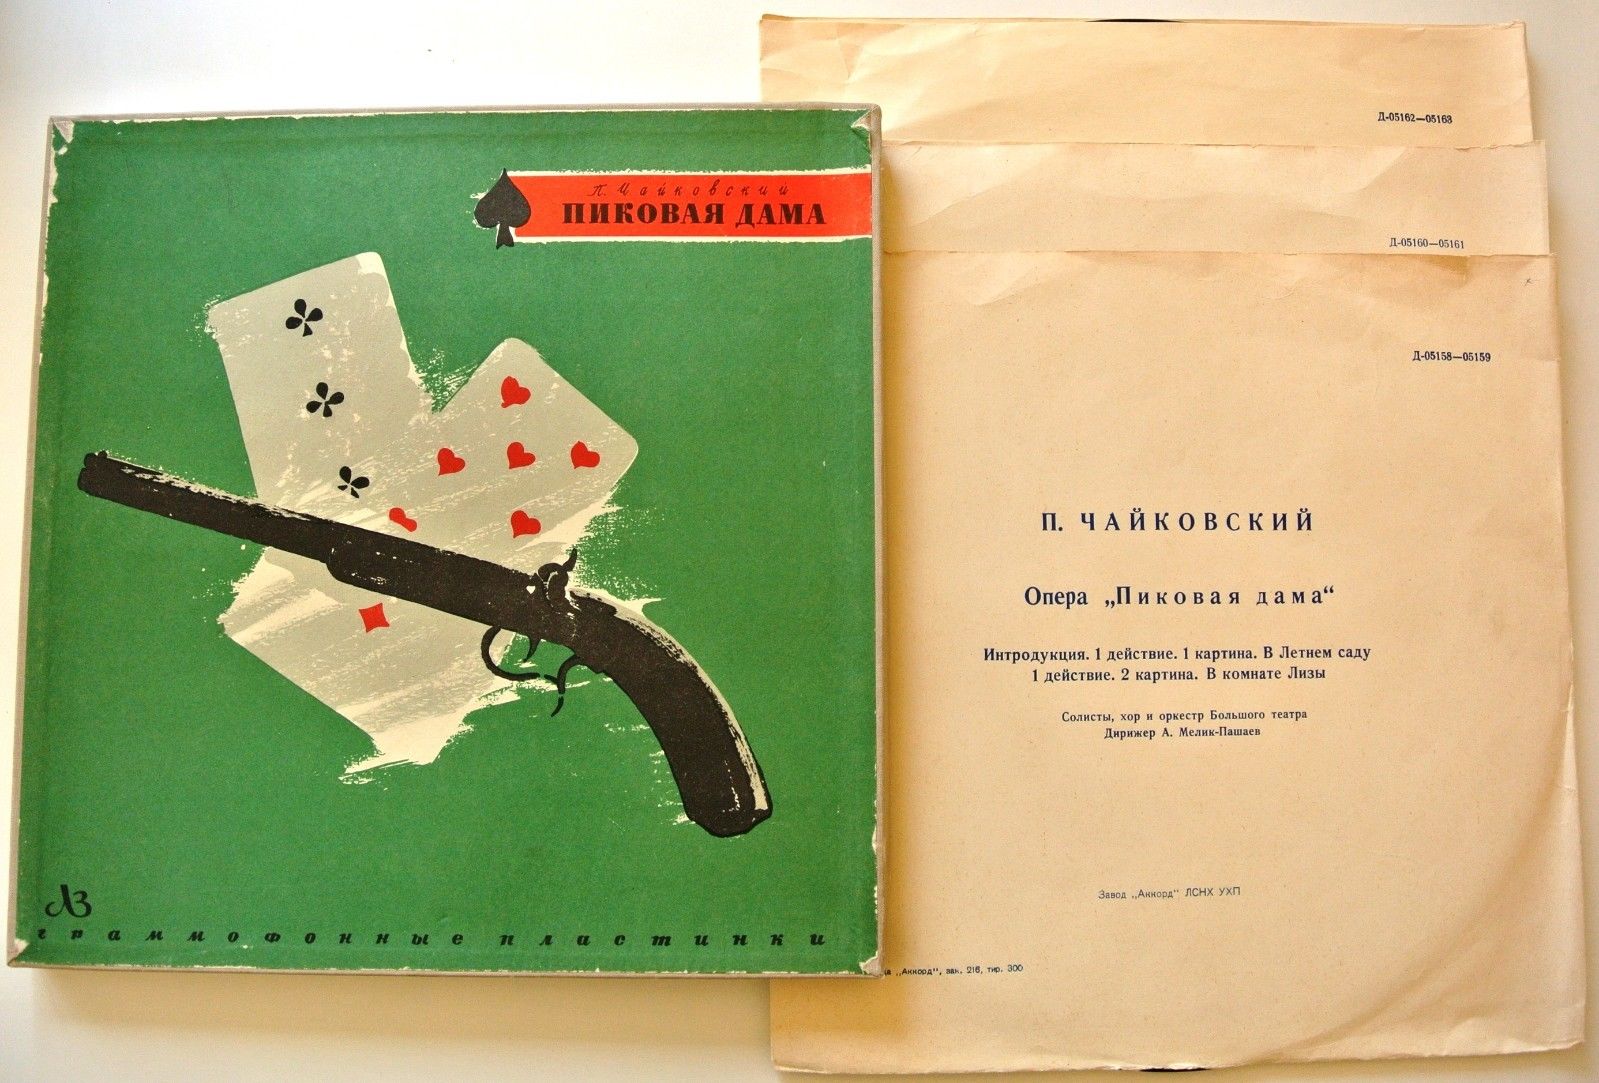 П. Чайковский
ПИКОВАЯ ДАМА
ЛЗ
граммофонные пластинки
Д-05162—05163
Д-05160—05161
Д-05158—05159
П. ЧАЙКОВСКИЙ
Опера „Пиковая дама“
Интродукция. 1 действие. 1 картина. В Летнем саду
1 действие. 2 картина. В комнате Лизы
Солисты, хор и оркестр Большого театра
Дирижер А. Мелик-Пашаев
Завод „Аккорд“ ЛСНХ УХП
„Аккорд“, зак. 216, тир. 300